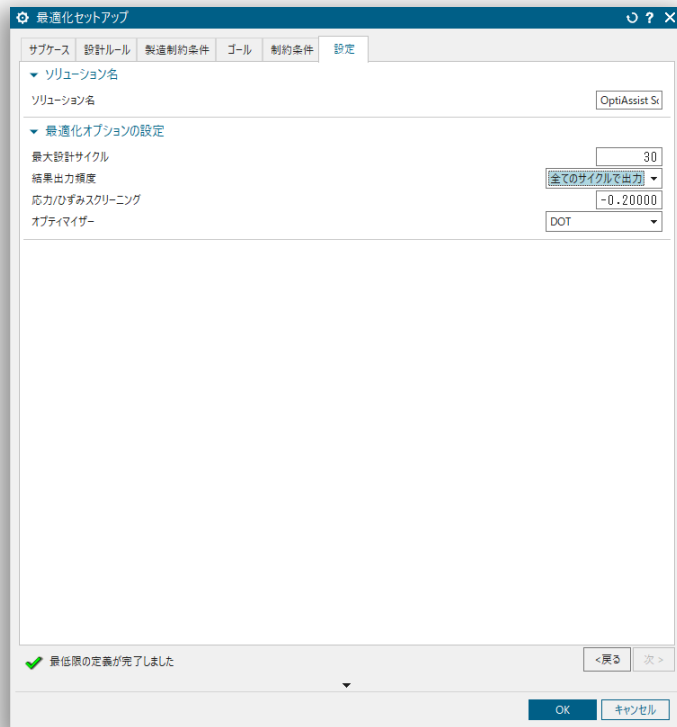 最適化セットアップ
サブケース 設計ルール 製造制約条件 ゴール 制約条件 設定
ソリューション名
ソリューション名 OptiAssist So
最適化オプションの設定
最大設計サイクル 30
結果出力頻度 全てのサイクルで出力
応力/ひずみスクリーニング -0.20000
オプティマイザー DOT
最低限の定義が完了しました
<戻る 次 >
OK キャンセル